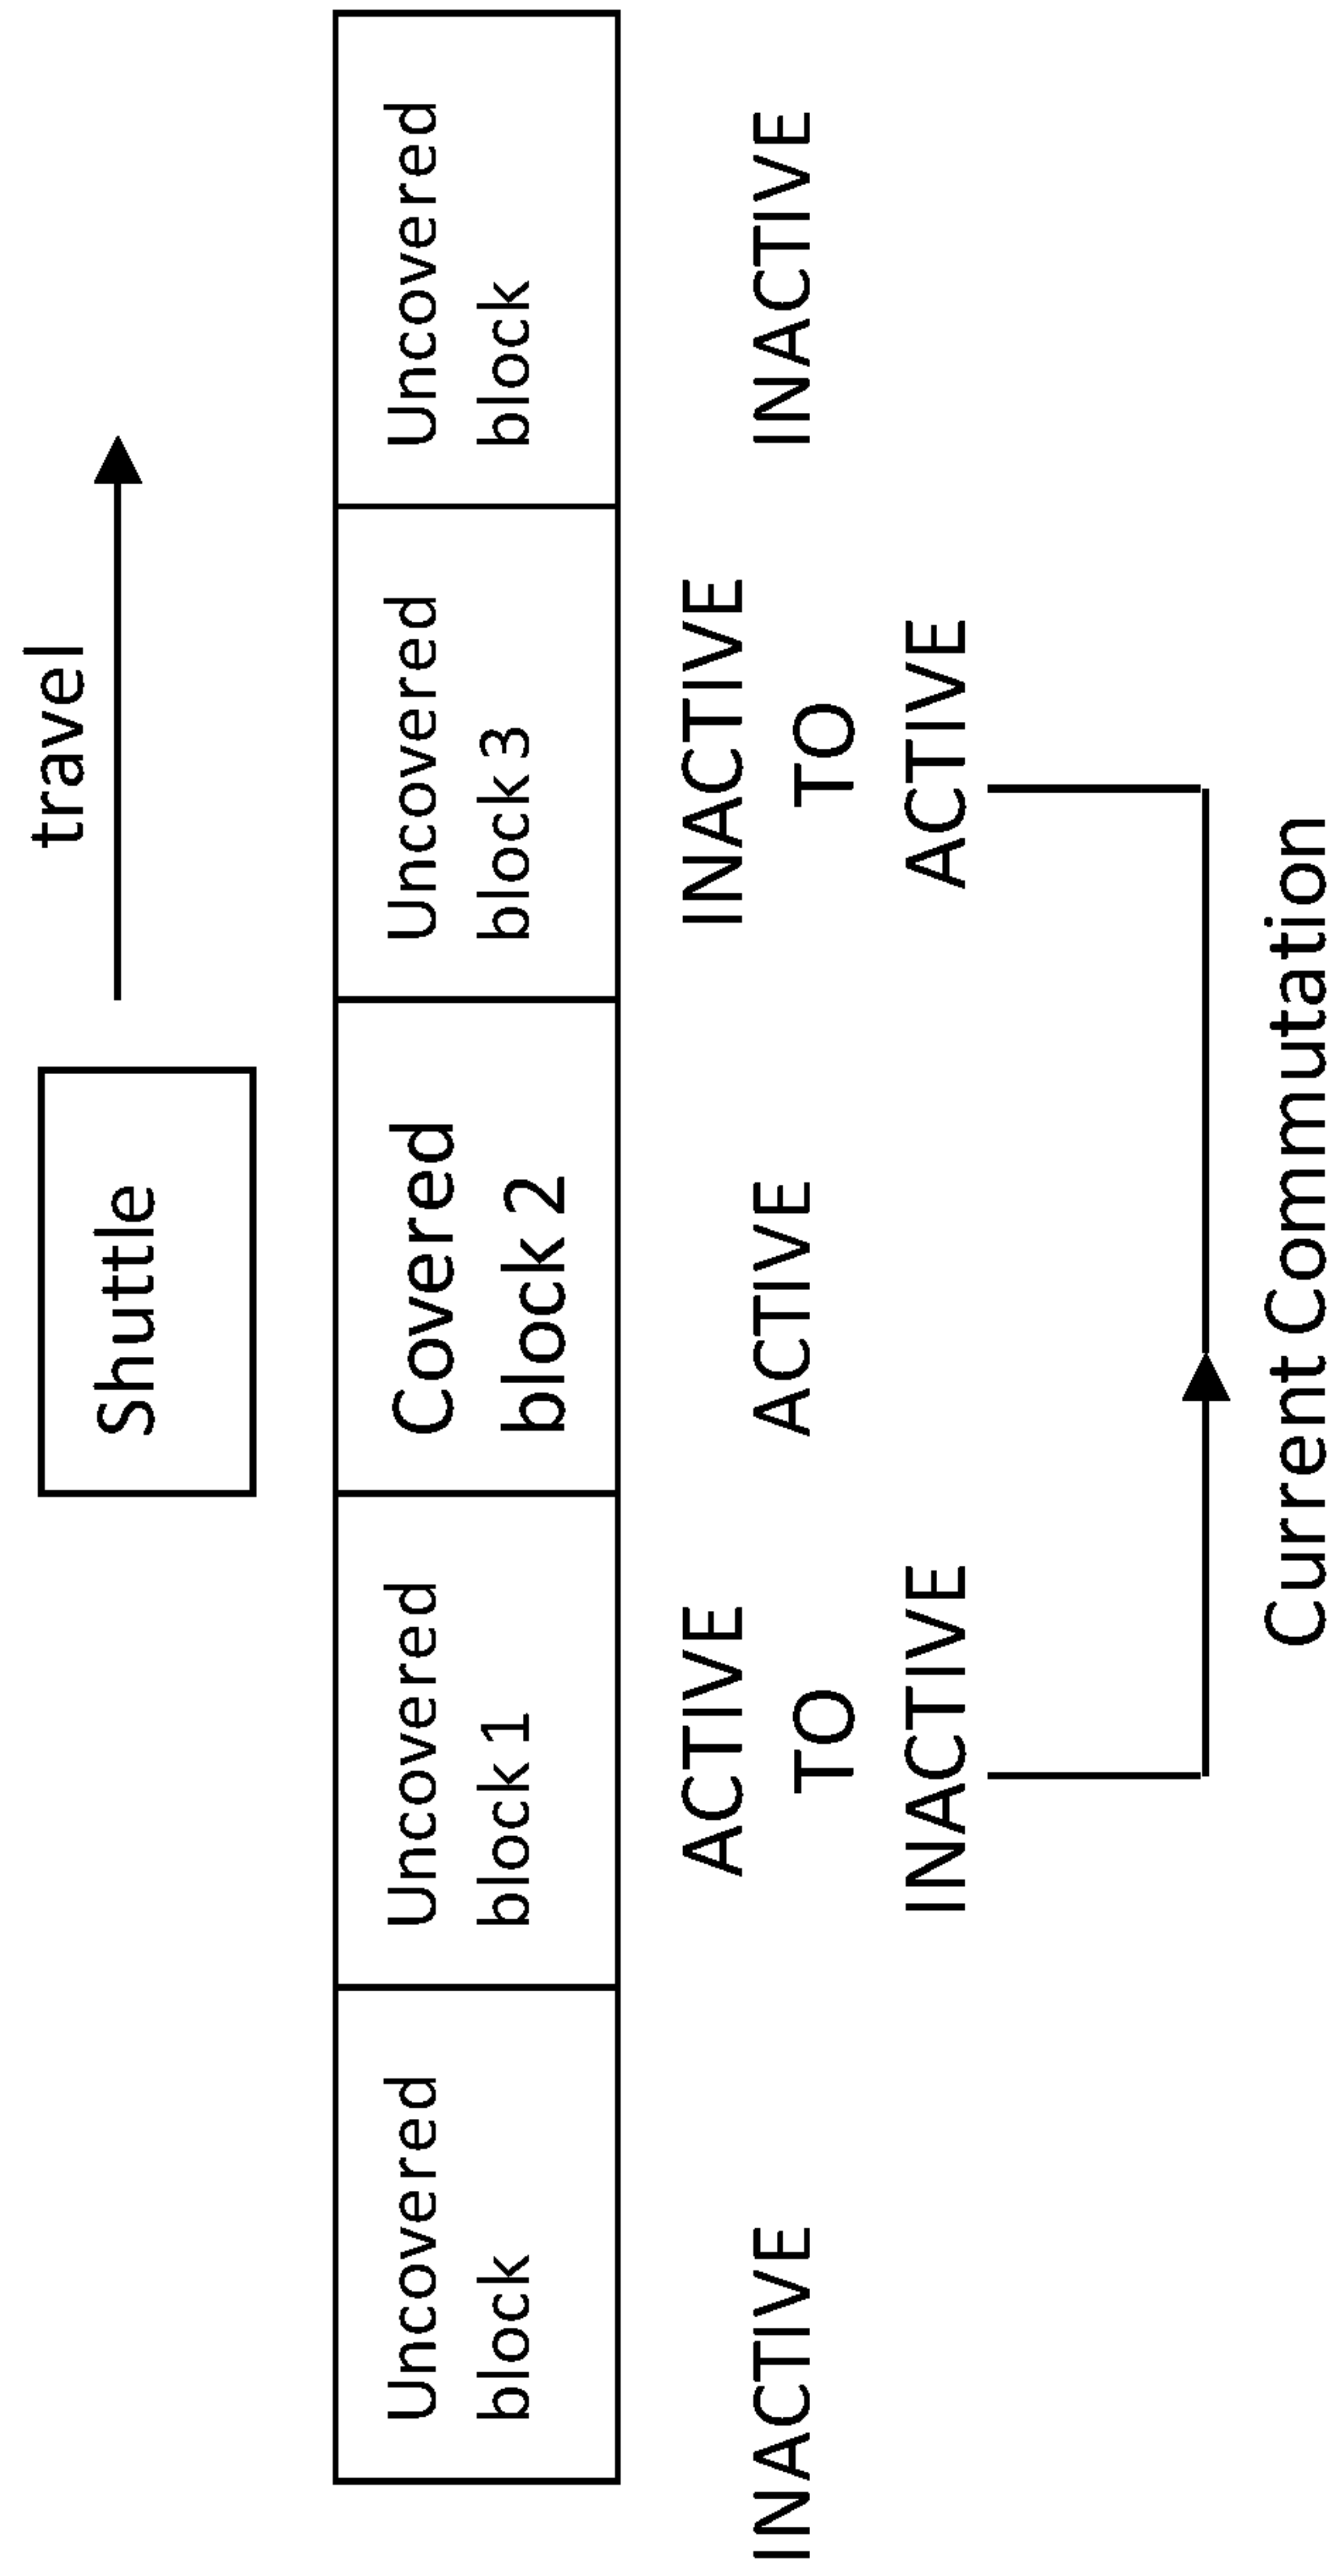 travel
Shuttle
Uncovered
block
Uncovered
block 1
Covered
block 2
Uncovered
block 3
Uncovered
block
INACTIVE
ACTIVE
TO
INACTIVE
ACTIVE
INACTIVE
TO
ACTIVE
INACTIVE
Current Commutation